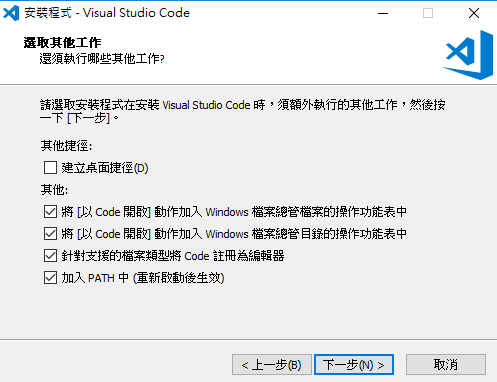 安裝程式 - Visual Studio Code
選取其他工作
還須執行哪些其他工作?
請選取安裝程式在安裝 Visual Studio Code 時，須額外執行的其他工作，然後按
一下 [下一步]。
其他捷徑:
建立桌面捷徑(D)
其他:
將 [以 Code 開啟] 動作加入 Windows 檔案總管檔案的操作功能表中
將 [以 Code 開啟] 動作加入 Windows 檔案總管目錄的操作功能表中
針對支援的檔案類型將 Code 註冊為編輯器
加入 PATH 中 (重新啟動後生效)
< 上一步(B) 下一步(N) > 取消